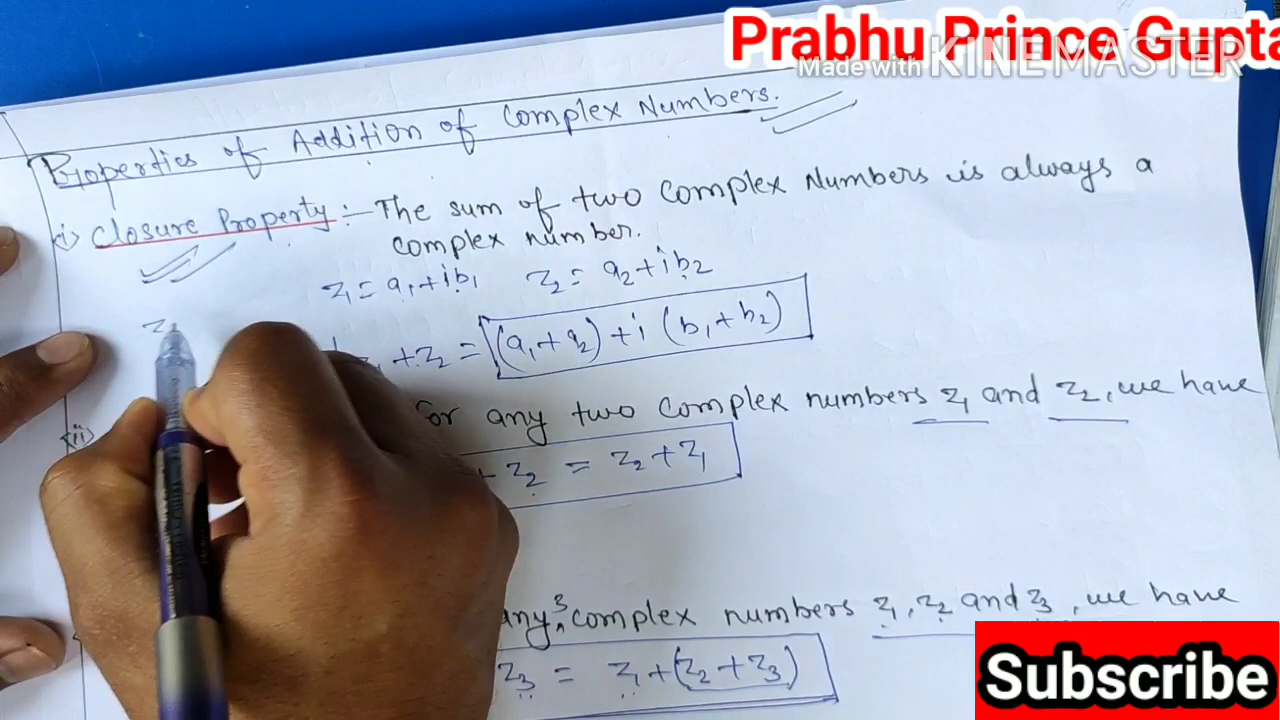 Prabhu Prince Gupta
Made with KINEMASTER
Properties of Addition of Complex Numbers.
(i) Closure Property :- The sum of two Complex Numbers is always a
complex number.
z₁ = a₁+ib₁ z₂ = a₂+ib₂
z₁ + z₂ = (a₁+a₂)+i (b₁+b₂)
(ii) For any two complex numbers z₁ and z₂, we have
+ z₂ = z₂+z₁
any 3 complex numbers z₁, z₂ and z₃, we have
z₃ = z₁+(z₂+z₃)
Subscribe